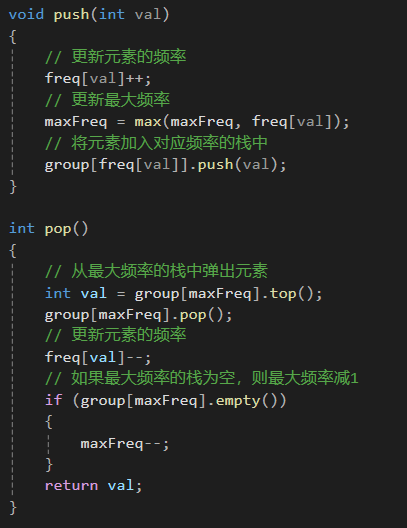 void push(int val)
{
    // 更新元素的频率
    freq[val]++;
    // 更新最大频率
    maxFreq = max(maxFreq, freq[val]);
    // 将元素加入对应频率的栈中
    group[freq[val]].push(val);
}

int pop()
{
    // 从最大频率的栈中弹出元素
    int val = group[maxFreq].top();
    group[maxFreq].pop();
    // 更新元素的频率
    freq[val]--;
    // 如果最大频率的栈为空，则最大频率减1
    if (group[maxFreq].empty())
    {
        maxFreq--;
    }
    return val;
}